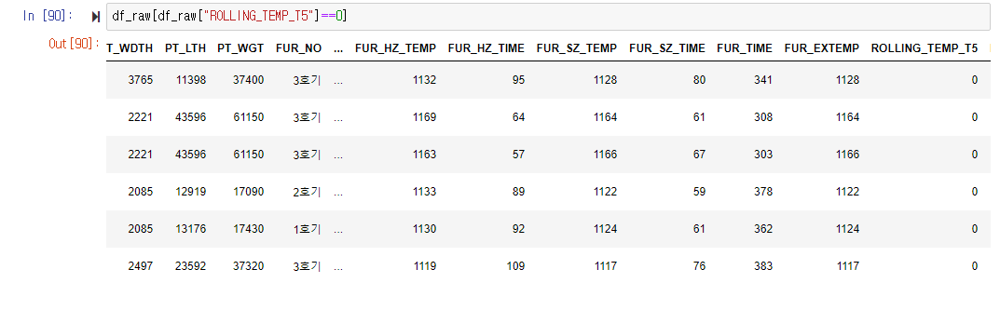 In [90]: df_raw[df_raw["ROLLING_TEMP_T5"]==0]
Out[90]:
T_WDTH PT_LTH PT_WGT FUR_NO ... FUR_HZ_TEMP FUR_HZ_TIME FUR_SZ_TEMP FUR_SZ_TIME FUR_TIME FUR_EXTEMP ROLLING_TEMP_T5
3765 11398 37400 3호기 ... 1132 95 1128 80 341 1128 0
2221 43596 61150 3호기 ... 1169 64 1164 61 308 1164 0
2221 43596 61150 3호기 ... 1163 57 1166 67 303 1166 0
2085 12919 17090 2호기 ... 1133 89 1122 59 378 1122 0
2085 13176 17430 1호기 ... 1130 92 1124 61 362 1124 0
2497 23592 37320 3호기 ... 1119 109 1117 76 383 1117 0